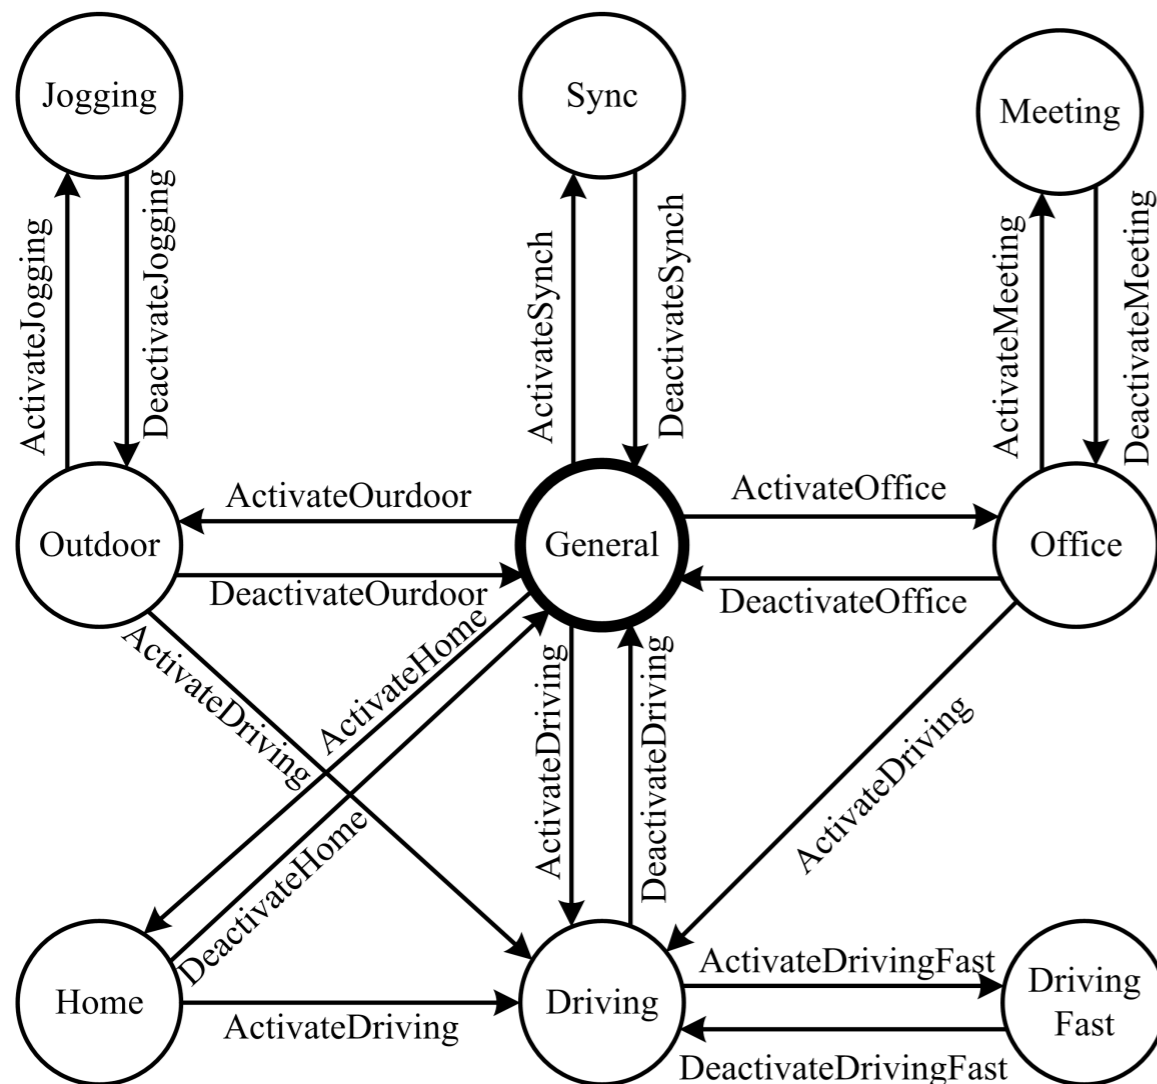 Jogging
Sync
Meeting
ActivateJogging
DeactivateJogging
ActivateSynch
DeactivateSynch
ActivateMeeting
DeactivateMeeting
ActivateOurdoor
ActivateOffice
Outdoor
General
Office
DeactivateOurdoor
DeactivateOffice
ActivateDriving
ActivateHome
ActivateDriving
DeactivateDriving
ActivateDriving
DeactivateHome
Home
ActivateDriving
Driving
ActivateDrivingFast
DeactivateDrivingFast
Driving
Fast